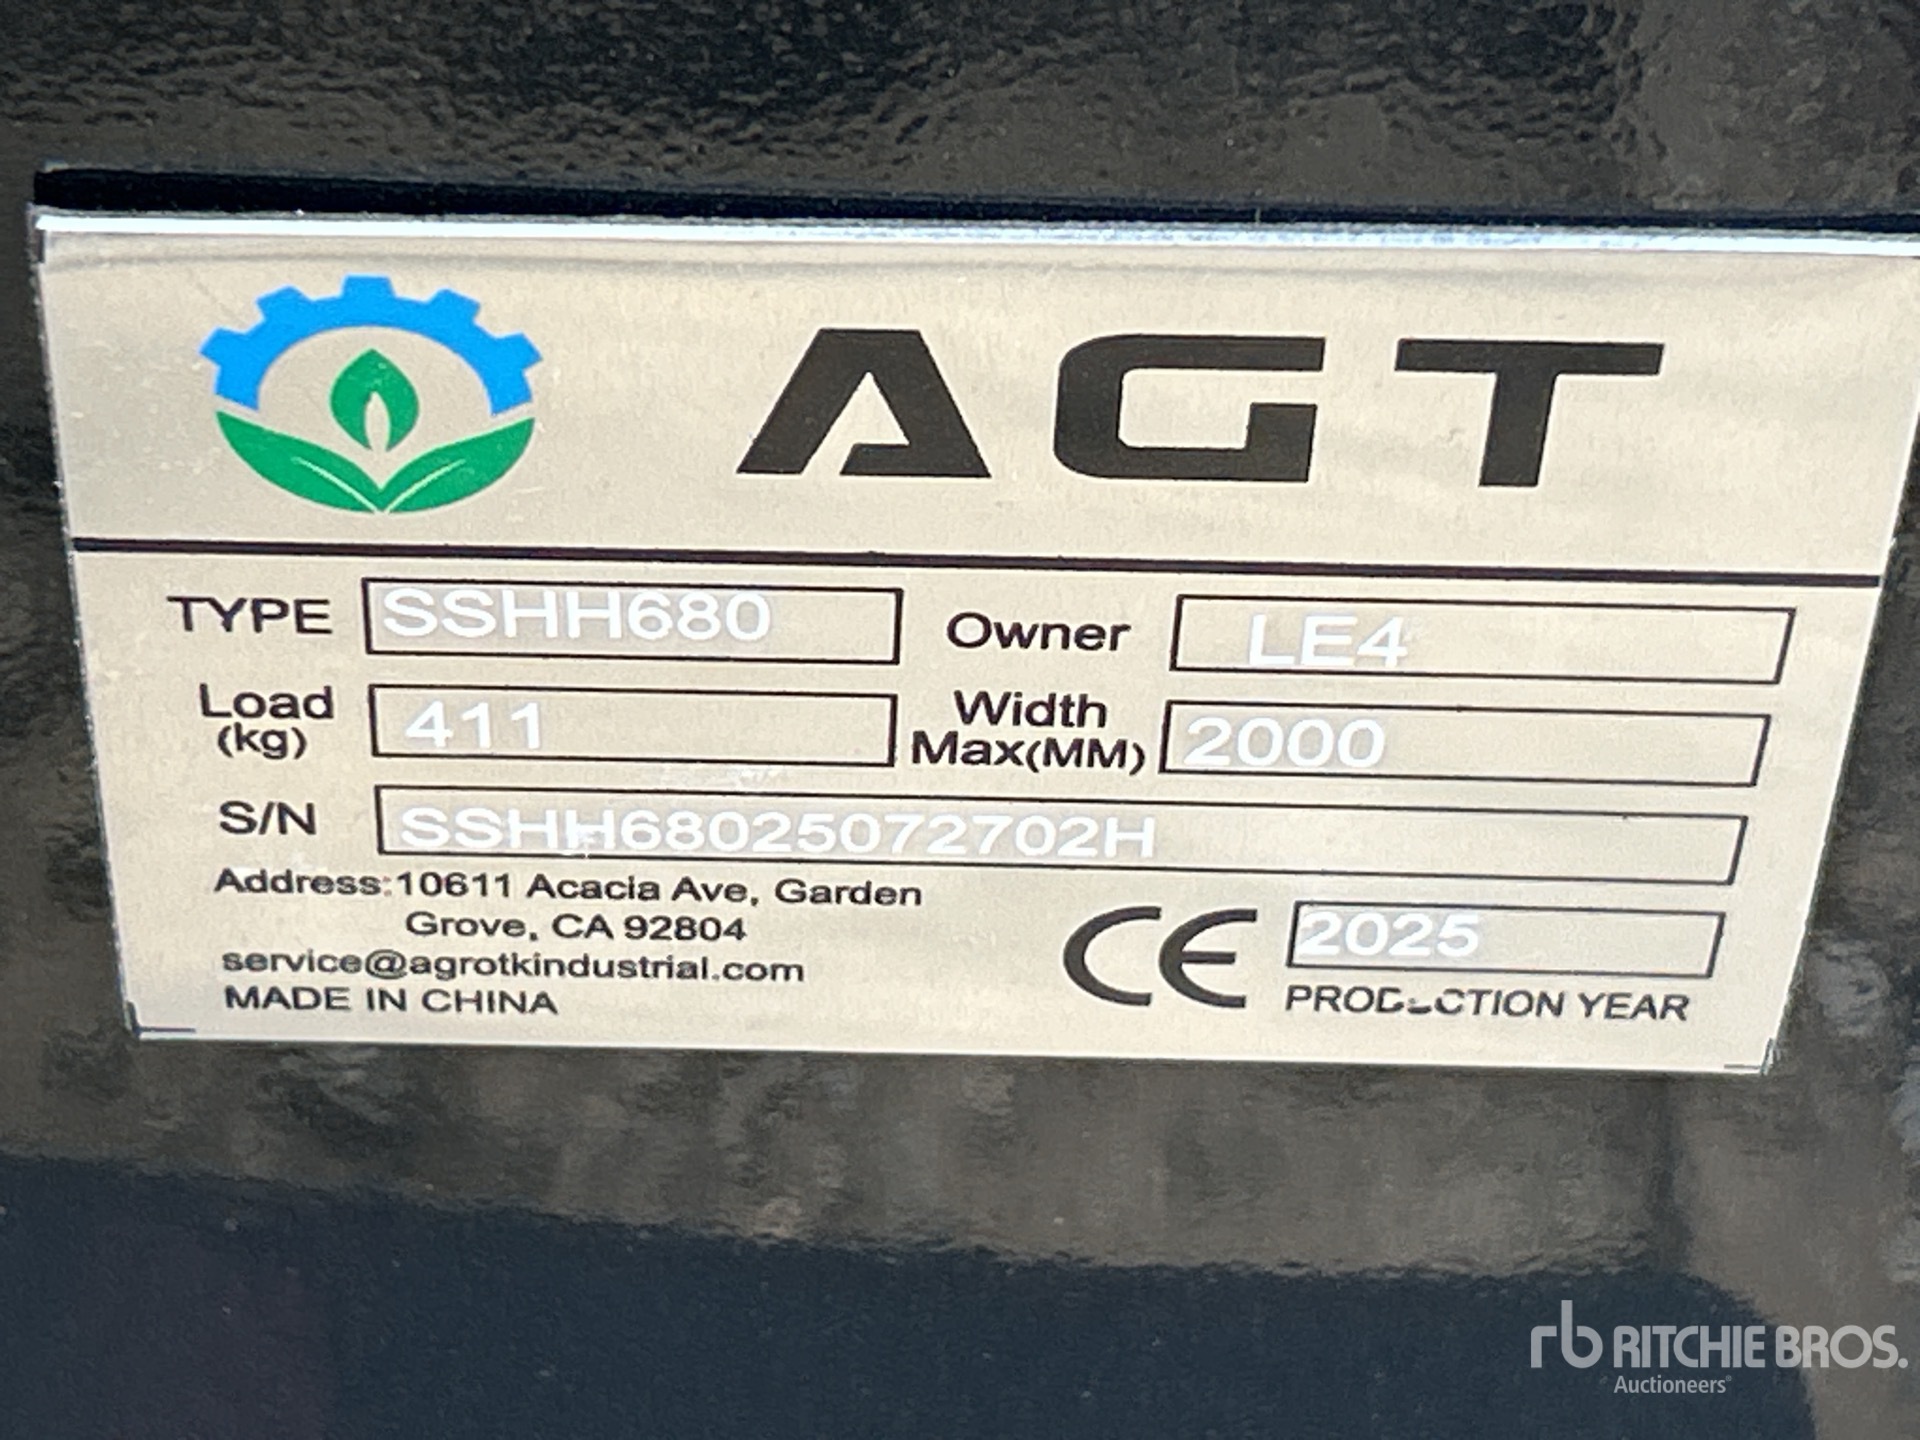 AGT
TYPE SSHH680 Owner LE4
Load (kg) 411 Width Max(MM) 2000
S/N SSHH68025072702H
Address:10611 Acacia Ave, Garden
Grove, CA 92804
service@agrotkindustrial.com
MADE IN CHINA
CE 2025
PRODUCTION YEAR
rb RITCHIE BROS.
Auctioneers